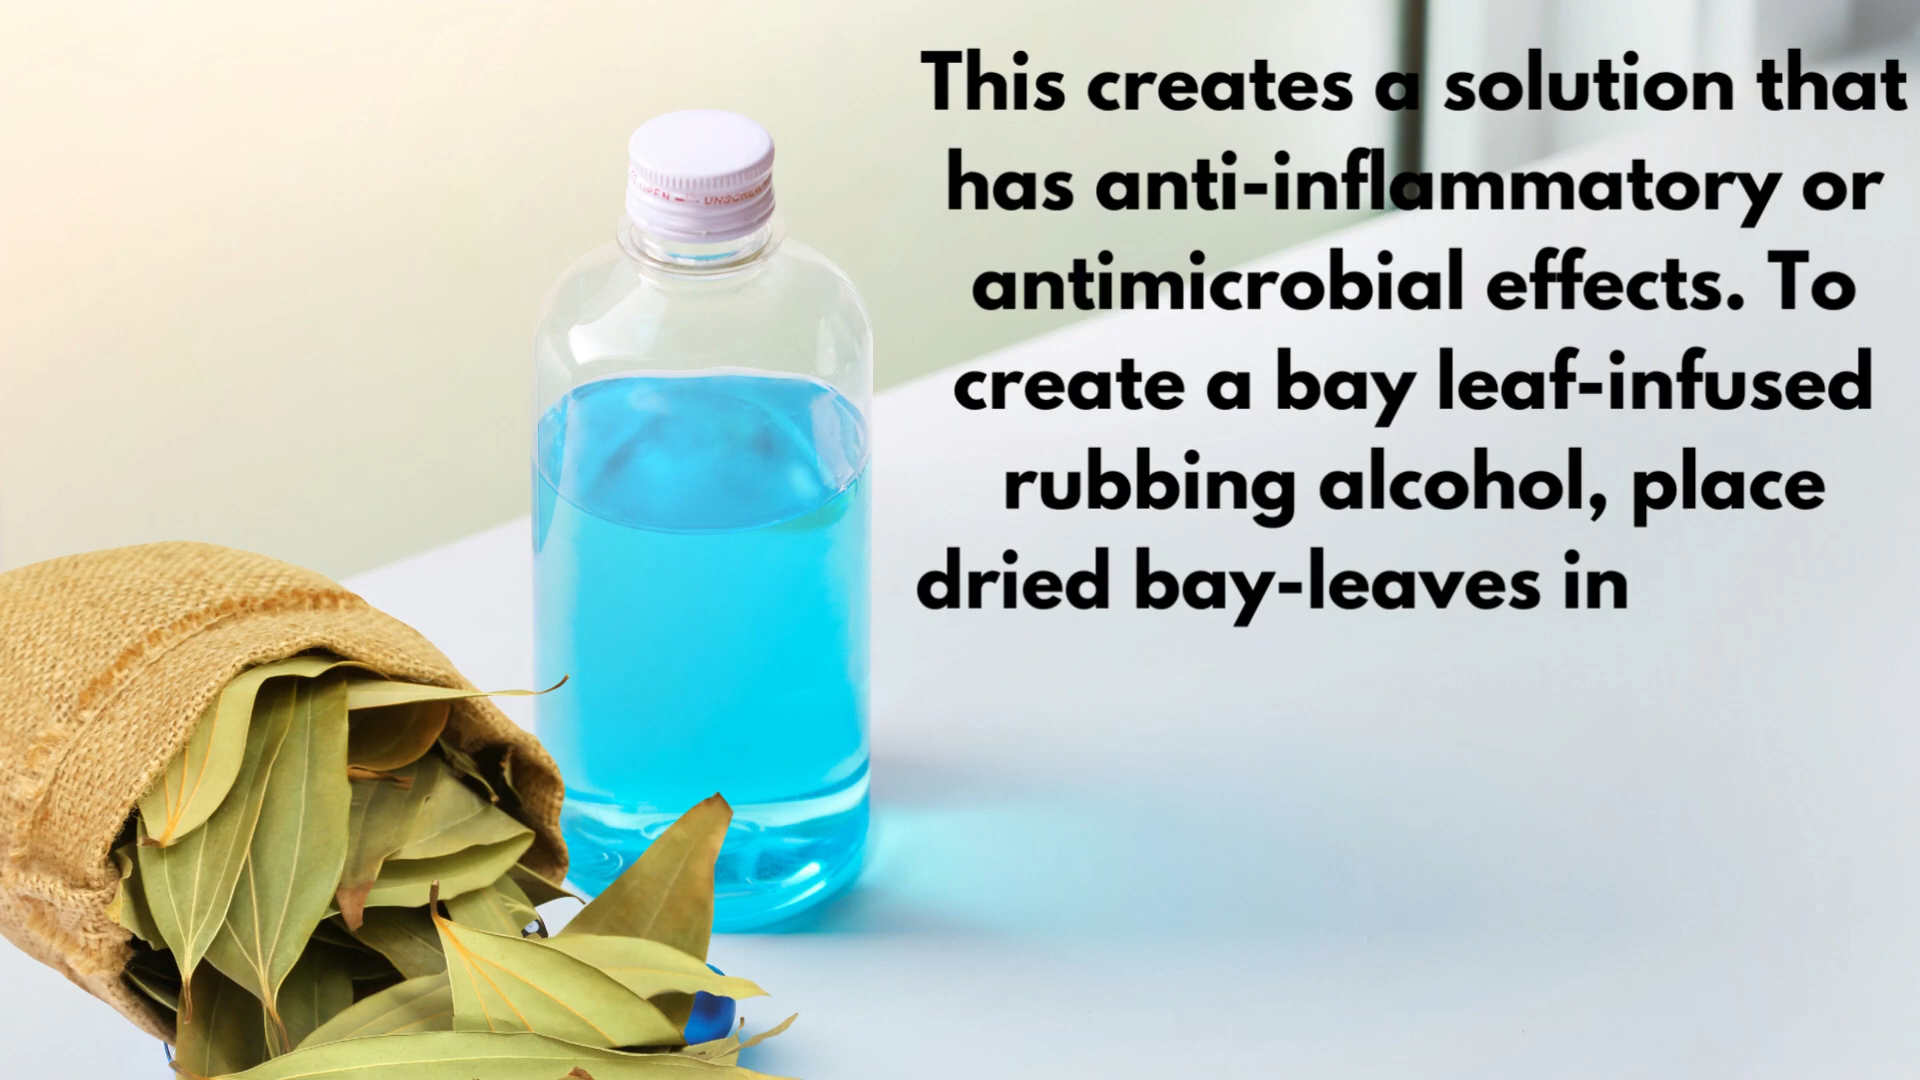 This creates a solution that
has anti-inflammatory or
antimicrobial effects. To
create a bay leaf-infused
rubbing alcohol, place
dried bay-leaves in